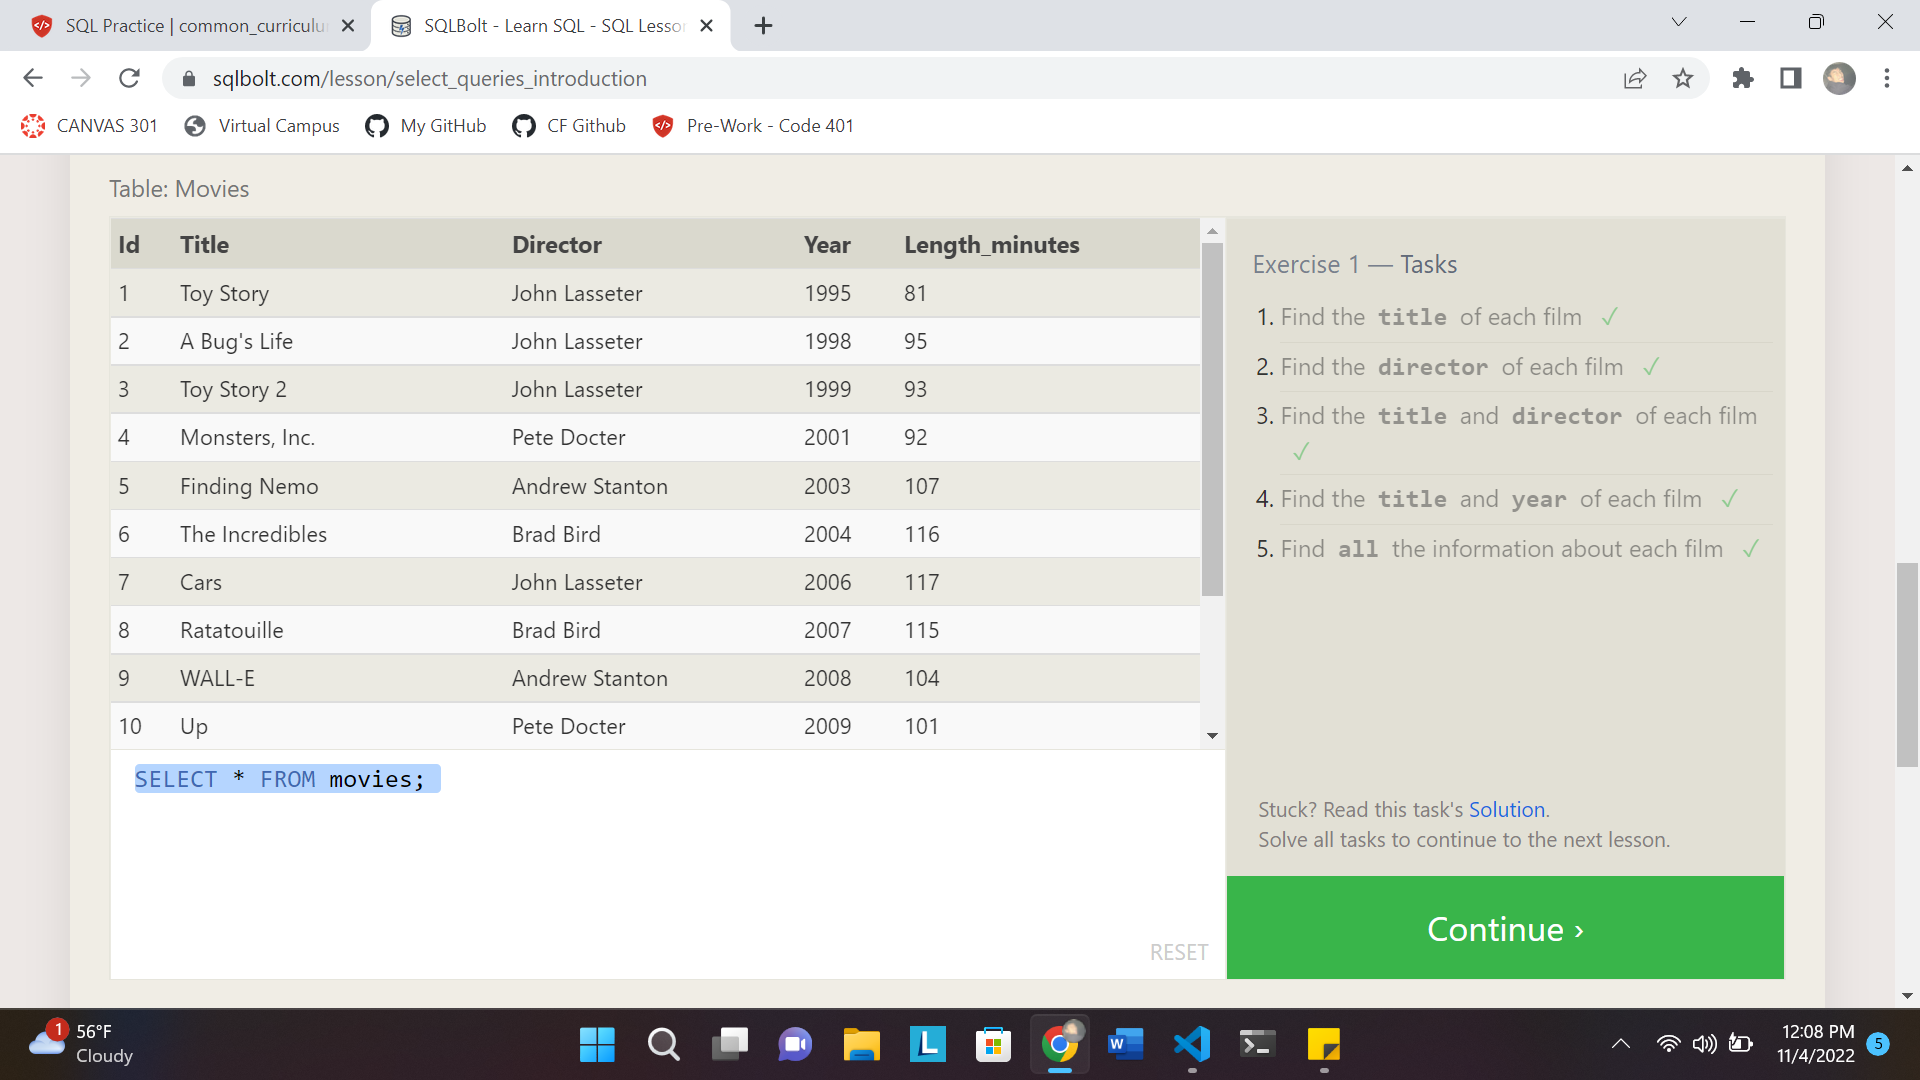 SQL Practice | common_curriculu
SQLBolt - Learn SQL - SQL Lesso
sqlbolt.com/lesson/select_queries_introduction
CANVAS 301
Virtual Campus
My GitHub
CF Github
Pre-Work - Code 401
Table: Movies
Id Title Director Year Length_minutes
1 Toy Story John Lasseter 1995 81
2 A Bug's Life John Lasseter 1998 95
3 Toy Story 2 John Lasseter 1999 93
4 Monsters, Inc. Pete Docter 2001 92
5 Finding Nemo Andrew Stanton 2003 107
6 The Incredibles Brad Bird 2004 116
7 Cars John Lasseter 2006 117
8 Ratatouille Brad Bird 2007 115
9 WALL-E Andrew Stanton 2008 104
10 Up Pete Docter 2009 101
SELECT * FROM movies;
RESET
Exercise 1 — Tasks
1. Find the title of each film ✓
2. Find the director of each film ✓
3. Find the title and director of each film
✓
4. Find the title and year of each film ✓
5. Find all the information about each film ✓
Stuck? Read this task's Solution.
Solve all tasks to continue to the next lesson.
Continue ›
1
56°F
Cloudy
L
W
12:08 PM
11/4/2022
5